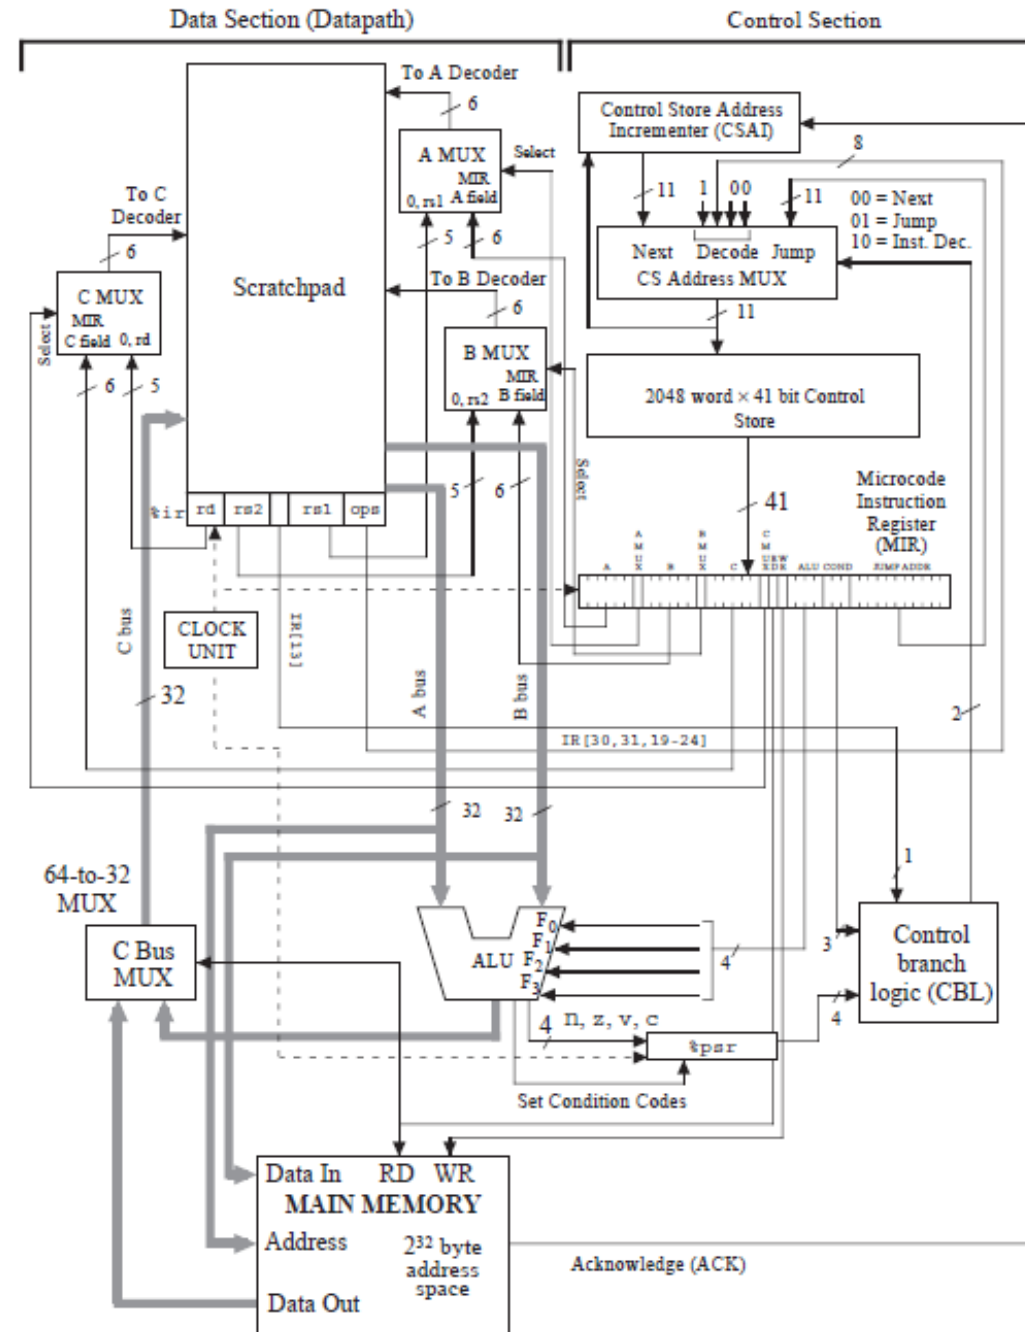 Data Section (Datapath)
Control Section
To A Decoder
6
Control Store Address
Incrementer (CSAI)
8
A MUX
MIR
A field
0, rs1
Select
11
1
00
11
00 = Next
01 = Jump
10 = Inst. Dec.
To C
Decoder
6
5
6
Next Decode Jump
CS Address MUX
Scratchpad
To B Decoder
6
11
C MUX
MIR
C field 0, rd
Select
B MUX
MIR
0, rs2 B field
2048 word × 41 bit Control
Store
6
5
5
6
Select
41
Microcode
Instruction
Register
(MIR)
%ir rd rs2 rs1 ops
A
AMUX
B
BMUX
C
CMUX
RD
WR
ALU
COND
JUMP ADDR
C bus
CLOCK
UNIT
IR[13]
A bus
B bus
32
2
IR[30,31,19-24]
32
32
64-to-32
MUX
1
C Bus
MUX
ALU
F0
F1
F2
F3
4
3
Control
branch
logic (CBL)
4
n, z, v, c
4
%psr
Set Condition Codes
Data In RD WR
MAIN MEMORY
Address
2³² byte
address
space
Data Out
Acknowledge (ACK)